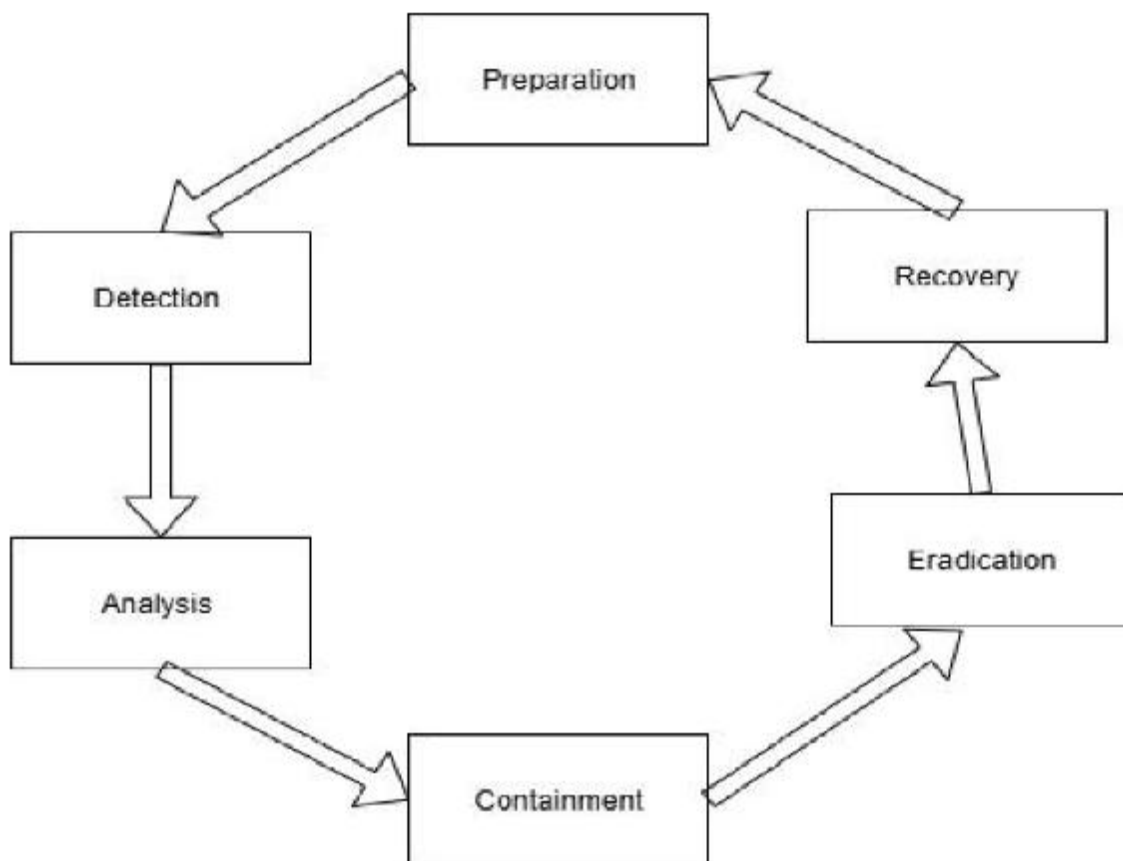 Preparation
Detection
Analysis
Containment
Eradication
Recovery